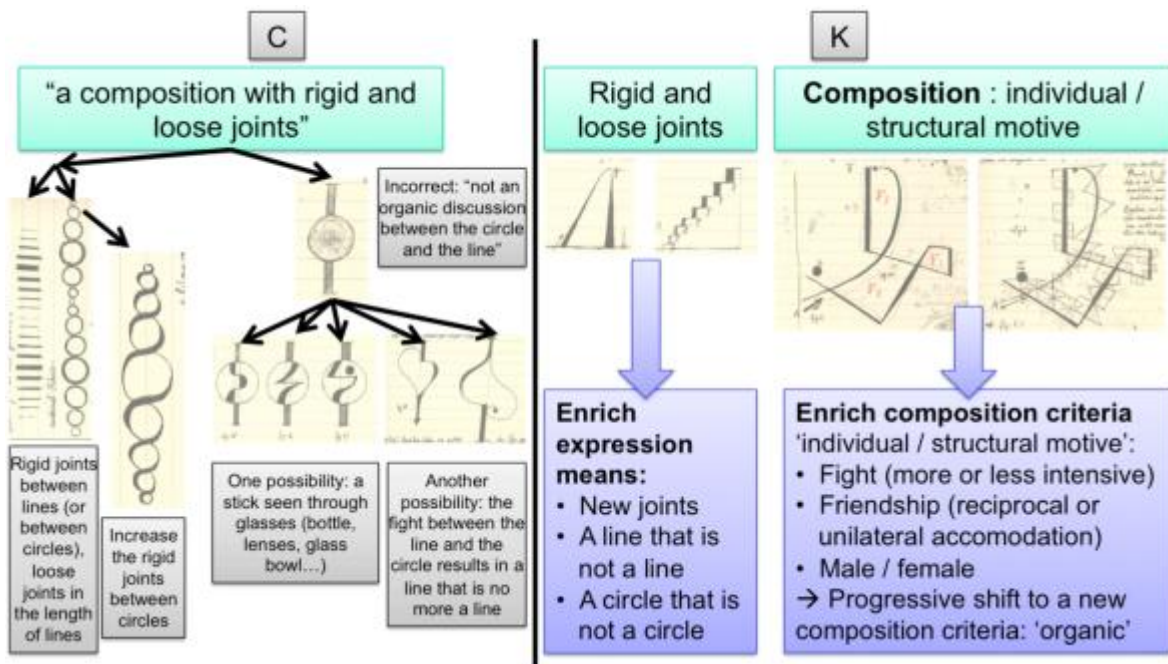 C
K
“a composition with rigid and
loose joints”
Rigid and
loose joints
Composition : individual /
structural motive
Incorrect: “not an
organic discussion
between the circle
and the line”
Rigid joints
between
lines (or
between
circles),
loose
joints in
the length
of lines
Increase
the rigid
joints
between
circles
One possibility: a
stick seen through
glasses (bottle,
lenses, glass
bowl…)
Another
possibility: the
fight between the
line and the
circle results in a
line that is no
more a line
Enrich
expression
means:
• New joints
• A line that is
not a line
• A circle that is
not a circle
Enrich composition criteria
‘individual / structural motive’:
• Fight (more or less intensive)
• Friendship (reciprocal or
unilateral accomodation)
• Male / female
→ Progressive shift to a new
composition criteria: ‘organic’